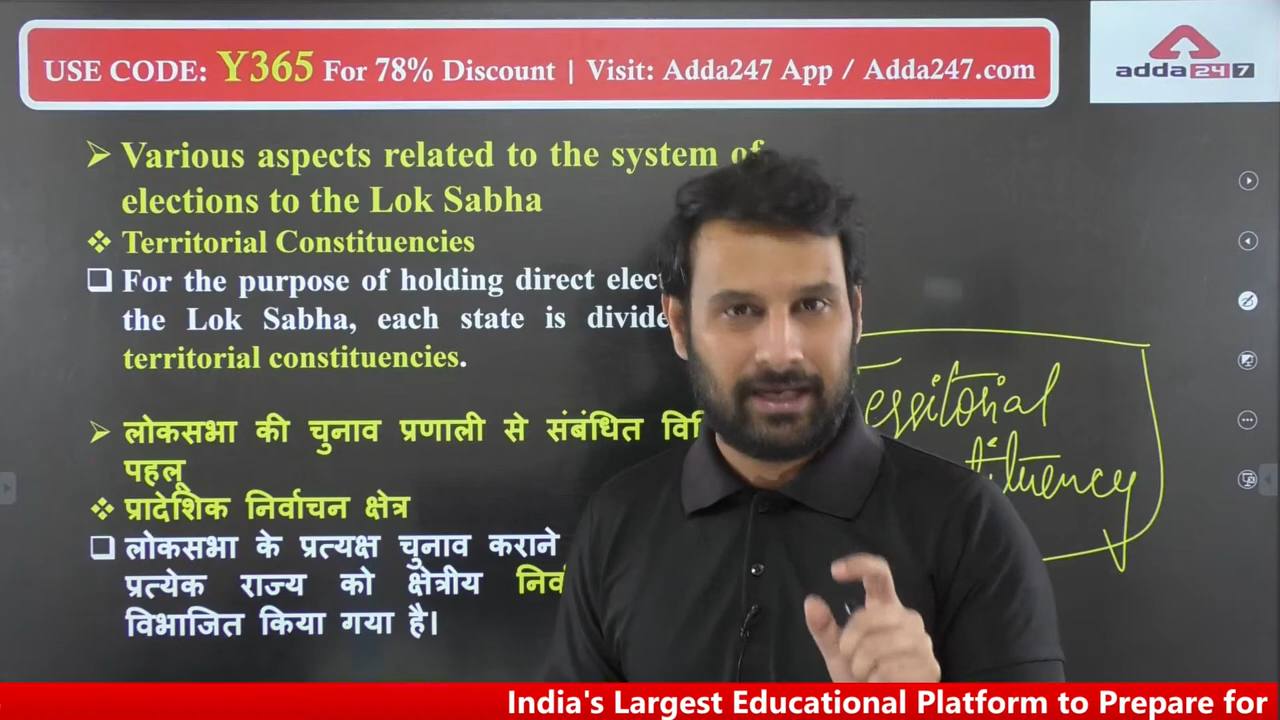 USE CODE: Y365 For 78% Discount | Visit: Adda247 App / Adda247.com
adda247
➢ Various aspects related to the system of
elections to the Lok Sabha
❖ Territorial Constituencies
❑ For the purpose of holding direct
the Lok Sabha, each state is
territorial constituencies.
➢ लोकसभा की चुनाव प्रणाली से संबंधित
पहलू
❖ प्रादेशिक निर्वाचन क्षेत्र
❑ लोकसभा के प्रत्यक्ष चुनाव कराने
प्रत्येक राज्य को क्षेत्रीय
विभाजित किया गया है।
India's Largest Educational Platform to Prepare for